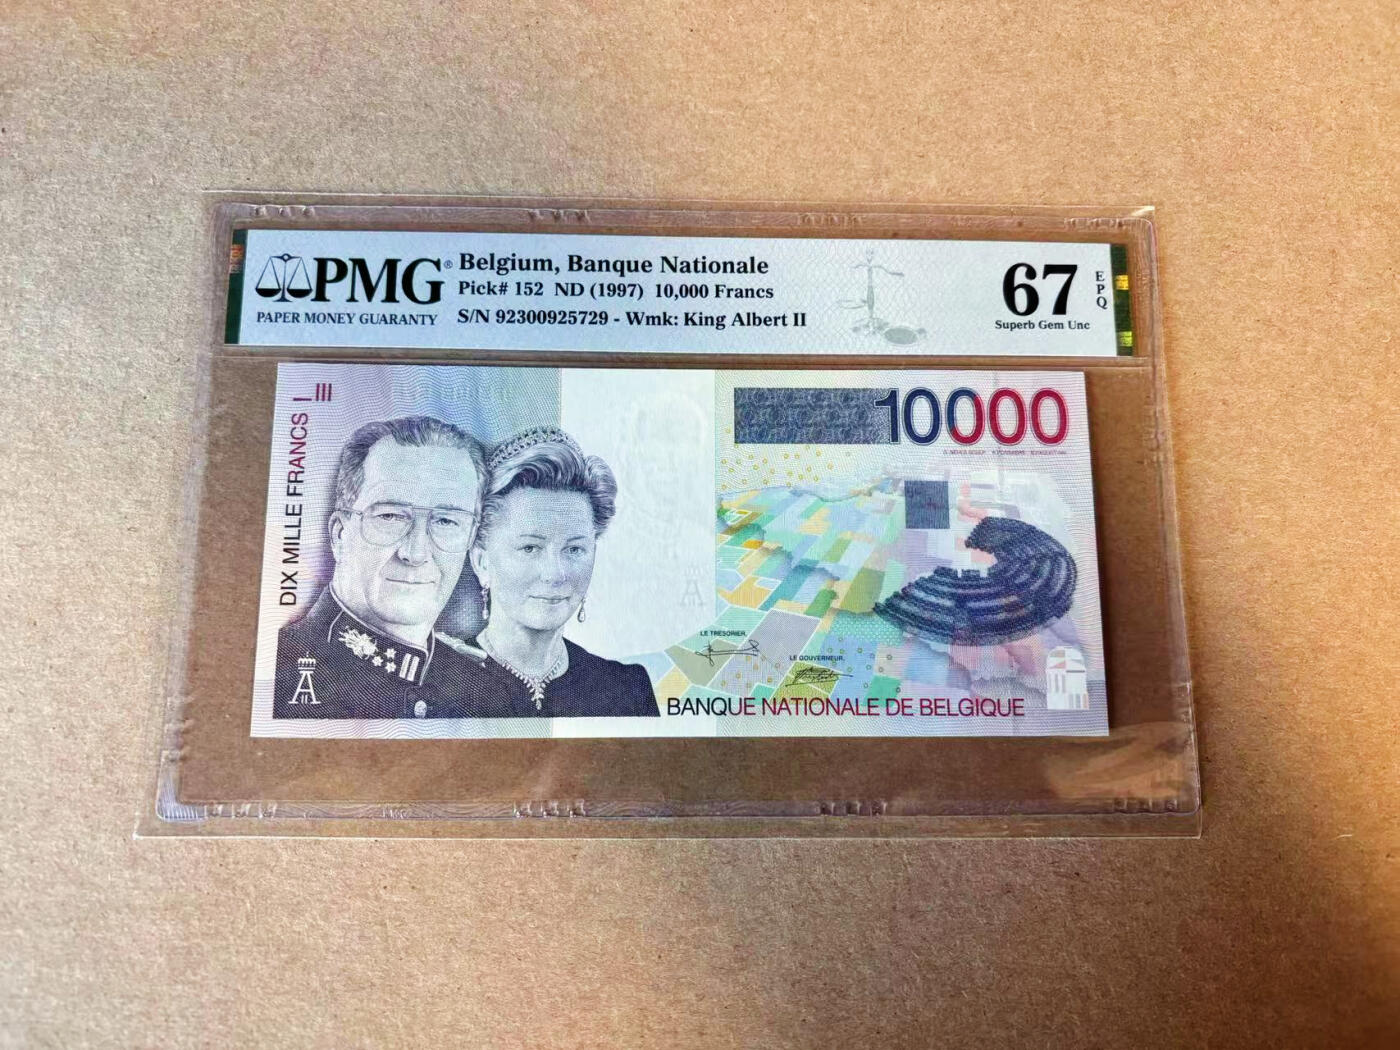 PMG®
PAPER MONEY GUARANTY
Belgium, Banque Nationale
Pick# 152 ND (1997) 10,000 Francs
S/N 92300925729 - Wmk: King Albert II
67
Superb Gem Unc
EPQ
DIX MILLE FRANCS
10000
LE TRESORIER,
LE GOUVERNEUR,
A
II
BANQUE NATIONALE DE BELGIQUE